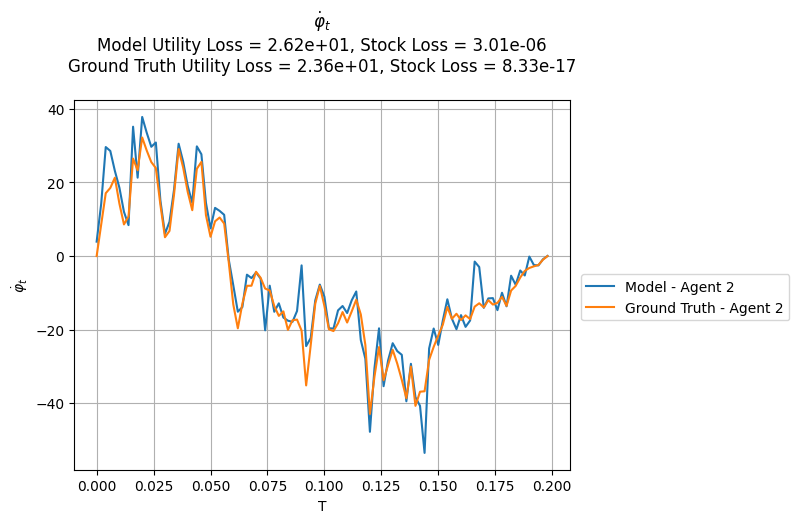 φ̇ₜ
Model Utility Loss = 2.62e+01, Stock Loss = 3.01e-06
Ground Truth Utility Loss = 2.36e+01, Stock Loss = 8.33e-17
40
20
0
−20
−40
φ̇ₜ
0.000
0.025
0.050
0.075
0.100
0.125
0.150
0.175
0.200
T
Model - Agent 2
Ground Truth - Agent 2